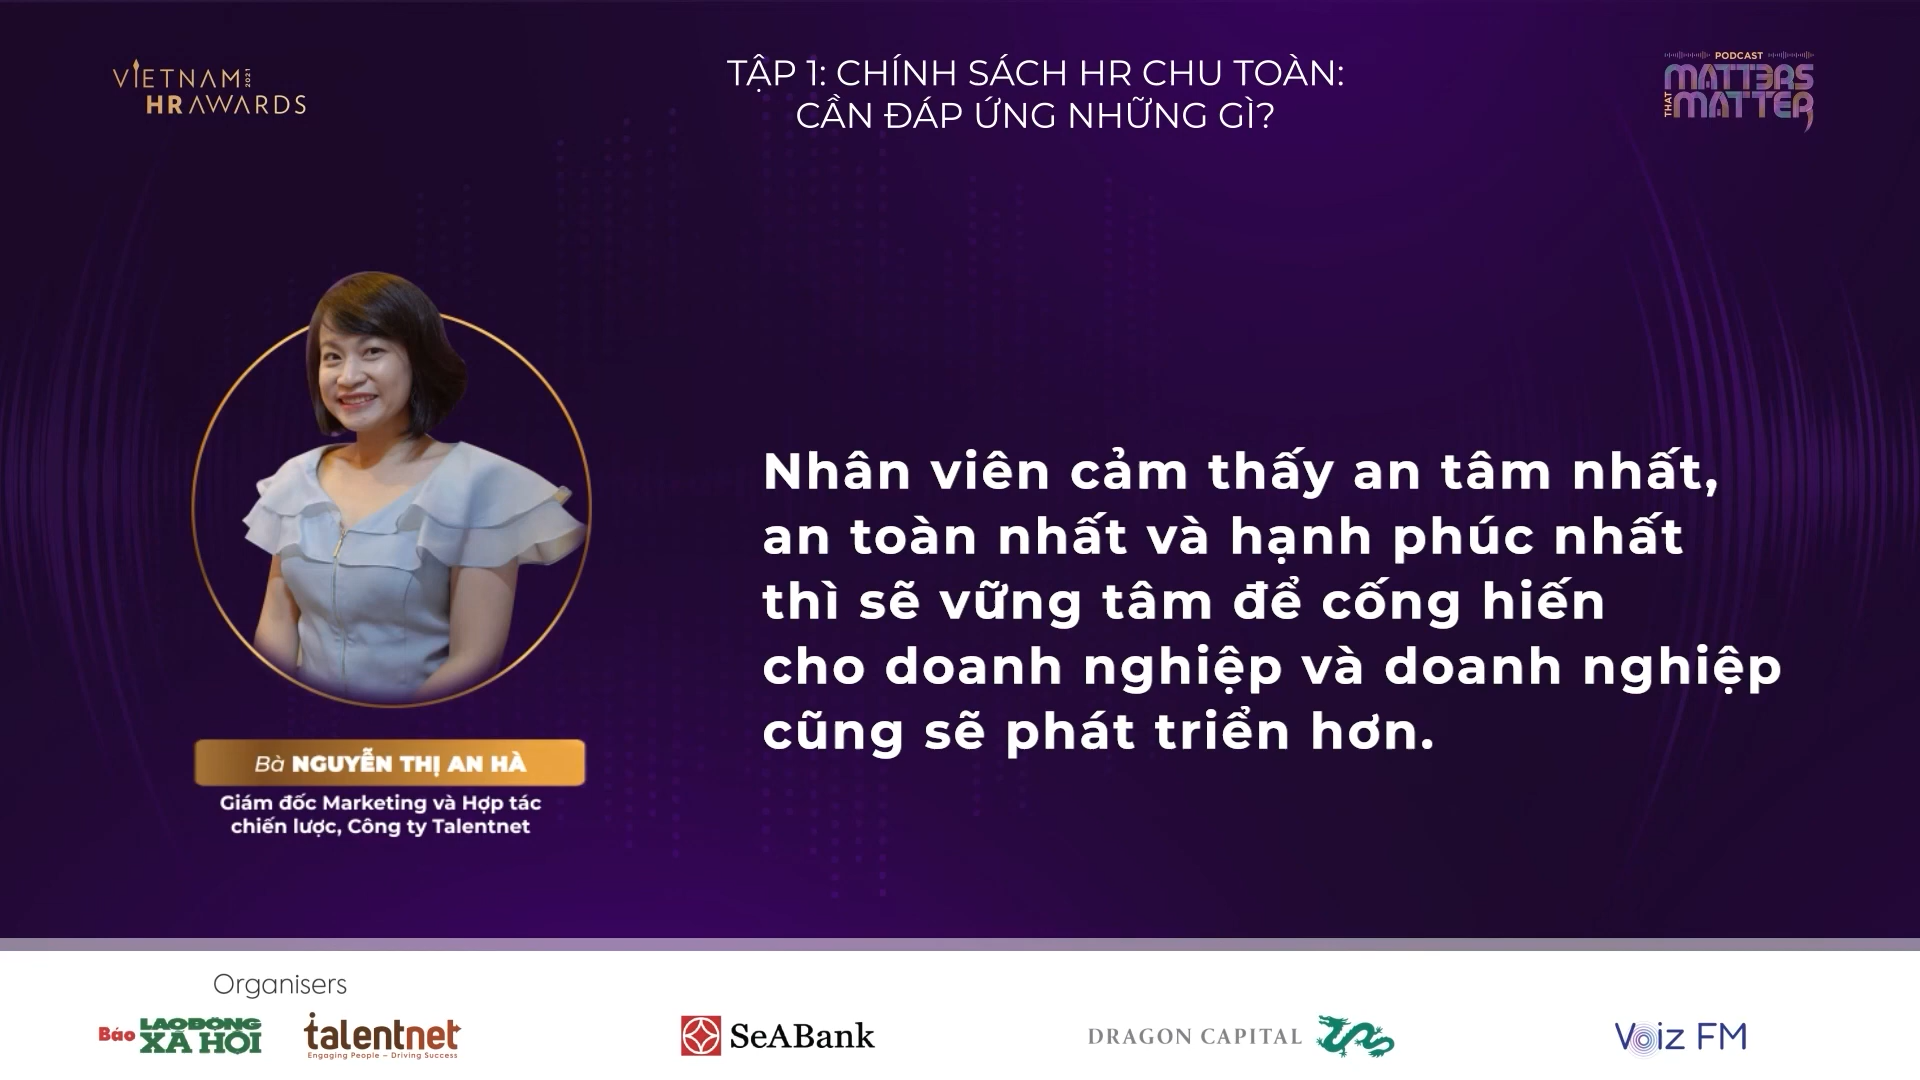 VIETNAM 2021
HR AWARDS
TẬP 1: CHÍNH SÁCH HR CHU TOÀN:
CẦN ĐÁP ỨNG NHỮNG GÌ?
PODCAST
MATTERS
THAT MATTER
Nhân viên cảm thấy an tâm nhất,
an toàn nhất và hạnh phúc nhất
thì sẽ vững tâm để cống hiến
cho doanh nghiệp và doanh nghiệp
cũng sẽ phát triển hơn.
Bà NGUYỄN THỊ AN HÀ
Giám đốc Marketing và Hợp tác
chiến lược, Công ty Talentnet
Organisers
Báo LAO ĐỘNG
XÃ HỘI
talentnet
Engaging People – Driving Success
SeABank
DRAGON CAPITAL
Voiz FM